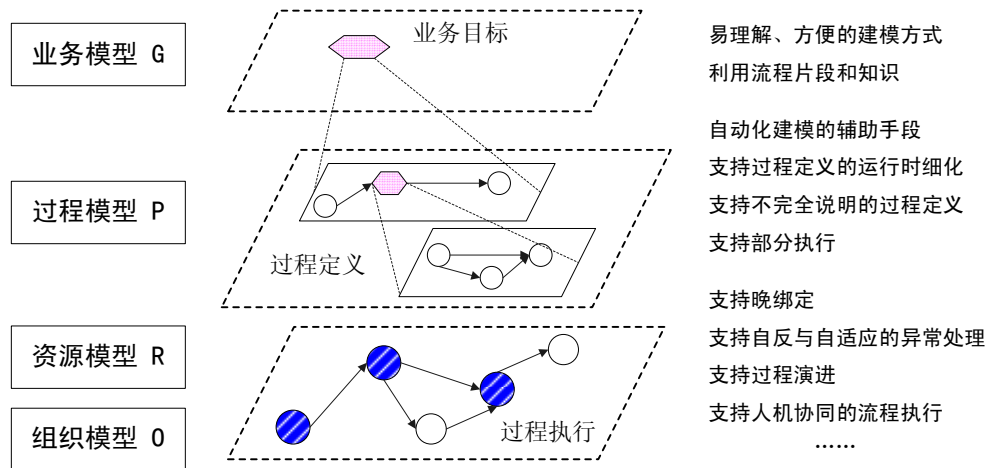 业务模型 G
业务目标
易理解、方便的建模方式
利用流程片段和知识
过程模型 P
过程定义
自动化建模的辅助手段
支持过程定义的运行时细化
支持不完全说明的过程定义
支持部分执行
资源模型 R
组织模型 O
过程执行
支持晚绑定
支持自反与自适应的异常处理
支持过程演进
支持人机协同的流程执行
……